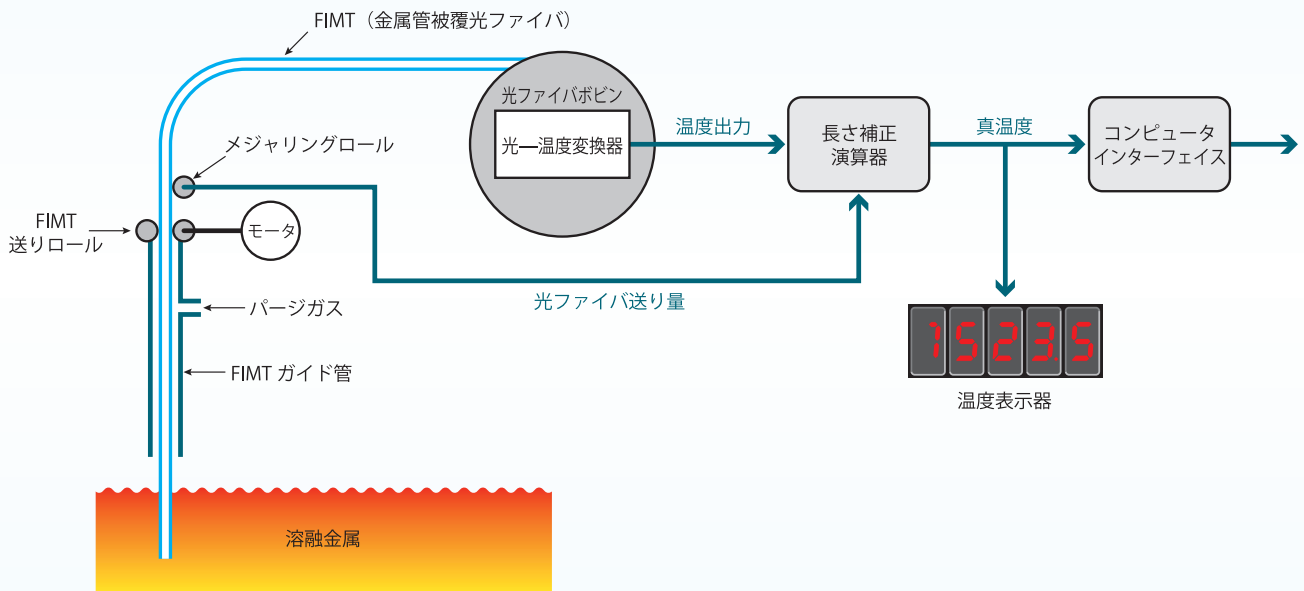 FIMT（金属管被覆光ファイバ）
光ファイバボビン
光—温度変換器
温度出力
長さ補正
演算器
真温度
コンピュータ
インターフェイス
メジャリングロール
FIMT
送りロール
モータ
パージガス
光ファイバ送り量
FIMT ガイド管
1523.5
温度表示器
溶融金属